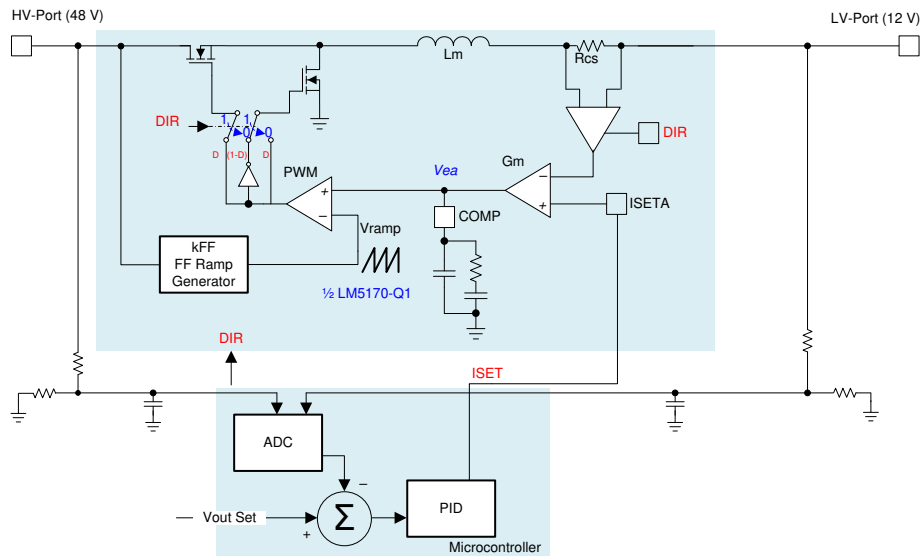 HV-Port (48 V)
LV-Port (12 V)
Lm
Rcs
DIR
1
1
0
0
D
(1-D)
D
DIR
PWM
Vea
Gm
+
−
−
+
COMP
ISETA
Vramp
kFF
FF Ramp
Generator
½ LM5170-Q1
DIR
ISET
ADC
−
Vout Set
+
Σ
PID
Microcontroller